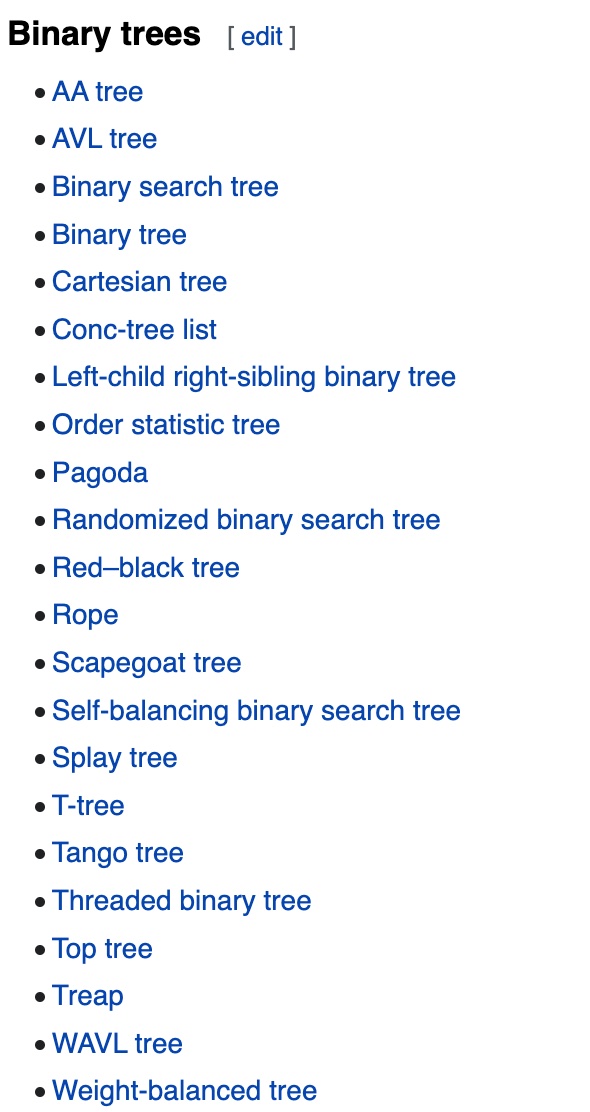 Binary trees [ edit ]
• AA tree
• AVL tree
• Binary search tree
• Binary tree
• Cartesian tree
• Conc-tree list
• Left-child right-sibling binary tree
• Order statistic tree
• Pagoda
• Randomized binary search tree
• Red–black tree
• Rope
• Scapegoat tree
• Self-balancing binary search tree
• Splay tree
• T-tree
• Tango tree
• Threaded binary tree
• Top tree
• Treap
• WAVL tree
• Weight-balanced tree